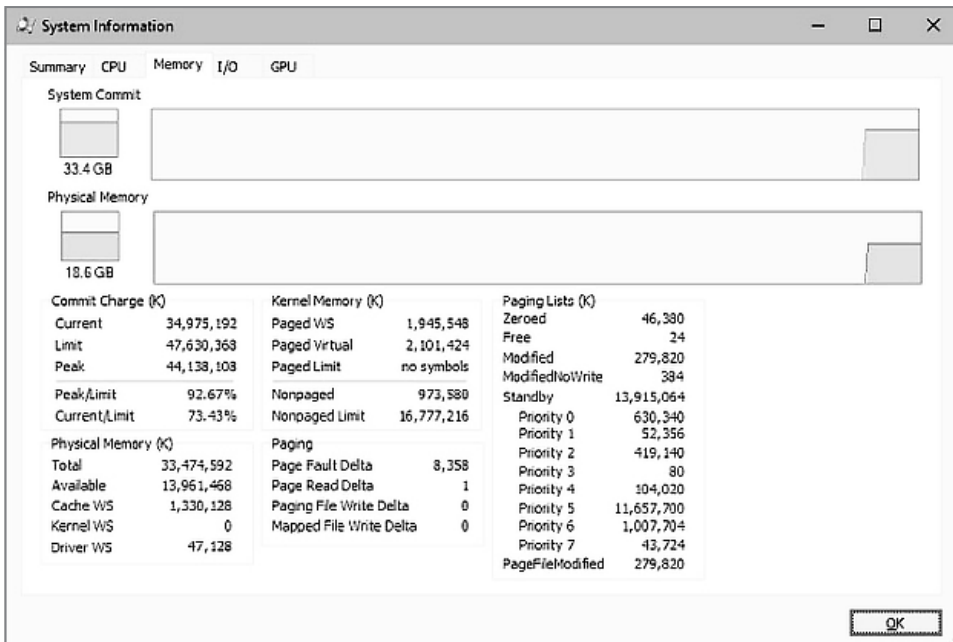 System Information
Summary CPU Memory I/O GPU
System Commit
33.4 GB
Physical Memory
18.6 GB
Commit Charge (K)
Current 34,975,192
Limit 47,630,368
Peak 44,138,108
Peak/Limit 92.67%
Current/Limit 73.43%
Physical Memory (K)
Total 33,474,592
Available 13,961,468
Cache WS 1,330,128
Kernel WS 0
Driver WS 47,128
Kernel Memory (K)
Paged WS 1,945,548
Paged Virtual 2,101,424
Paged Limit no symbols
Nonpaged 973,580
Nonpaged Limit 16,777,216
Paging
Page Fault Delta 8,358
Page Read Delta 1
Paging File Write Delta 0
Mapped File Write Delta 0
Paging Lists (K)
Zeroed 46,380
Free 24
Modified 279,820
ModifiedNoWrite 384
Standby 13,915,064
Priority 0 630,340
Priority 1 52,356
Priority 2 419,140
Priority 3 80
Priority 4 104,020
Priority 5 11,657,700
Priority 6 1,007,704
Priority 7 43,724
PageFileModified 279,820
OK